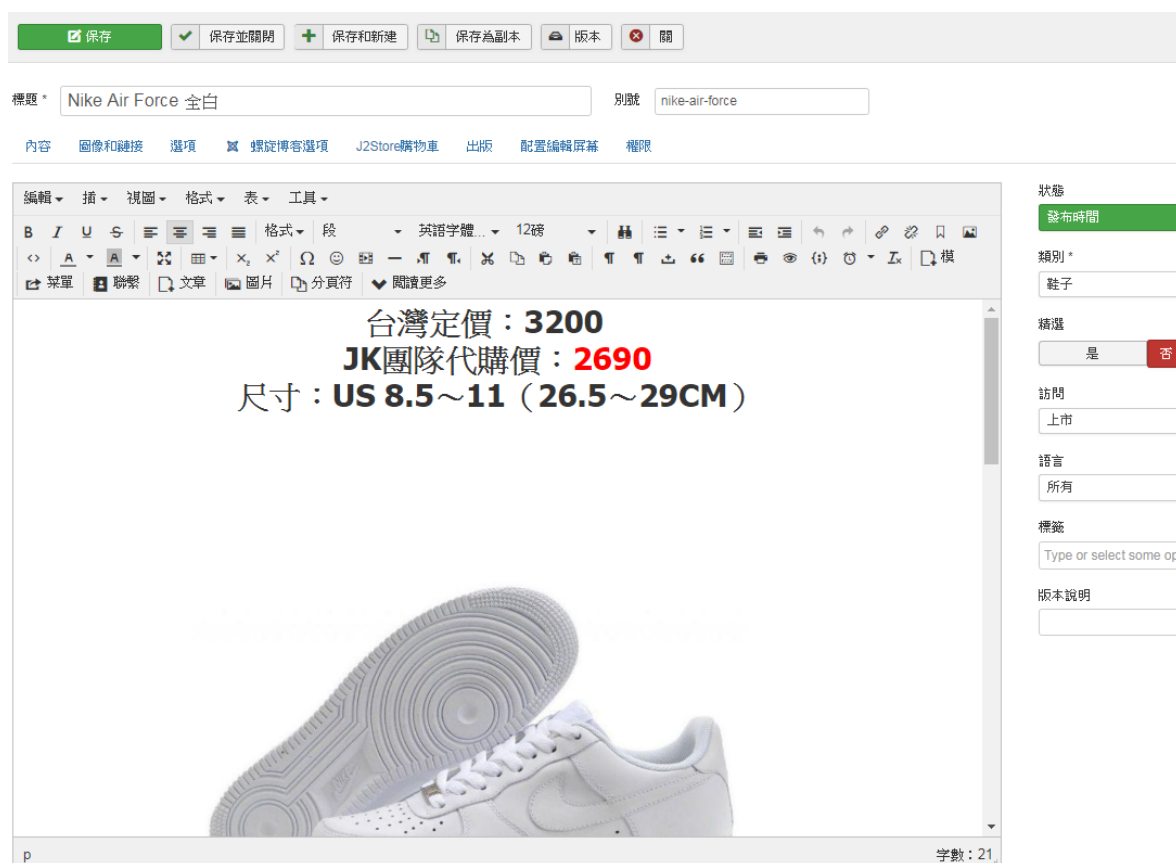 保存 保存並關閉 保存和新建 保存為副本 版本 關
標題 * Nike Air Force 全白 別號 nike-air-force
內容 圖像和鏈接 選項 螺旋博客選項 J2Store購物車 出版 配置編輯屏幕 權限
編輯 插 視圖 格式 表 工具
B I U S 格式 段 英語字體... 12磅
模
菜單 聯繫 文章 圖片 分頁符 閱讀更多
台灣定價：3200
JK團隊代購價：2690
尺寸：US 8.5～11（26.5～29CM）
p 字數：21
狀態
發布時間
類別 *
鞋子
精選
是 否
訪問
上市
語言
所有
標籤
Type or select some op
版本說明